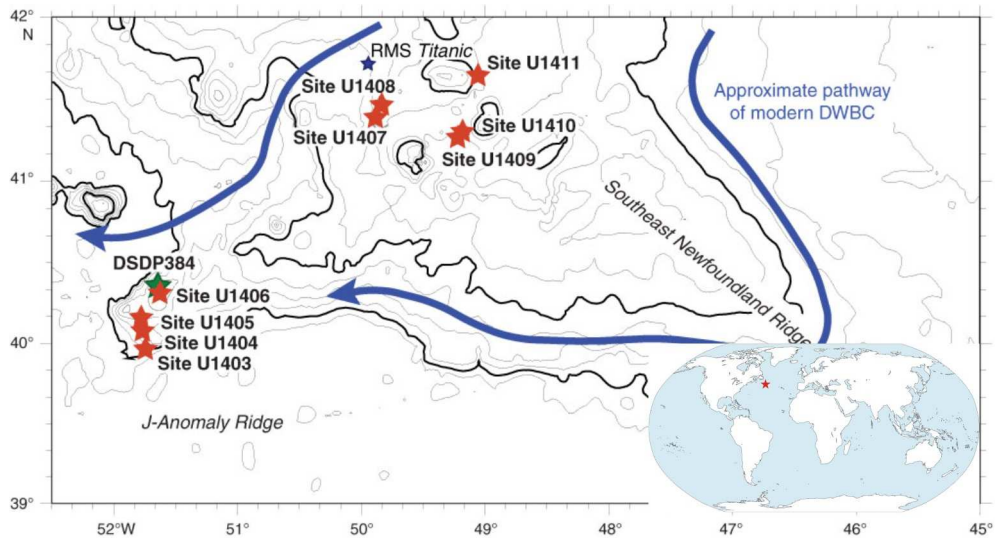 42°
N
RMS Titanic
Site U1411
Site U1408
Approximate pathway
of modern DWBC
Site U1407
Site U1410
Site U1409
41°
Southeast Newfoundland Ridge
DSDP384
Site U1406
Site U1405
40°
Site U1404
Site U1403
J-Anomaly Ridge
39°
52°W
51°
50°
49°
48°
47°
46°
45°